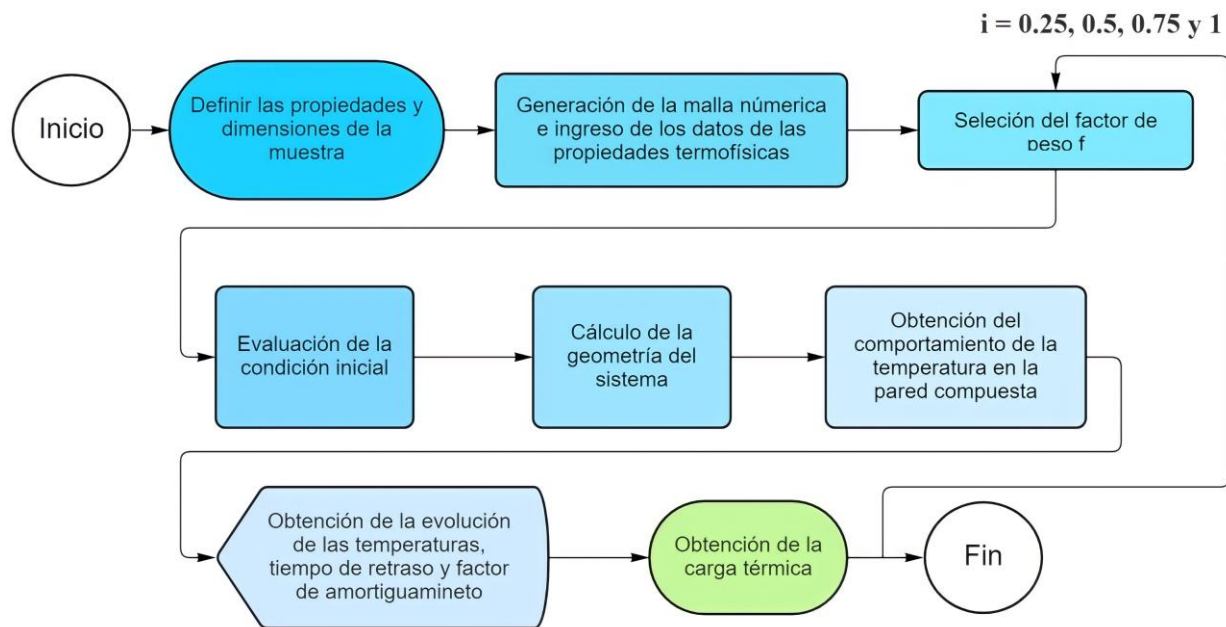 i = 0.25, 0.5, 0.75 y 1
Inicio
Definir las propiedades y
dimensiones de la
muestra
Generación de la malla númerica
e ingreso de los datos de las
propiedades termofísicas
Seleción del factor de
peso f
Evaluación de la
condición inicial
Cálculo de la
geometría del
sistema
Obtención del
comportamiento de la
temperatura en la
pared compuesta
Obtención de la evolución
de las temperaturas,
tiempo de retraso y factor
de amortiguamineto
Obtención de la
carga térmica
Fin